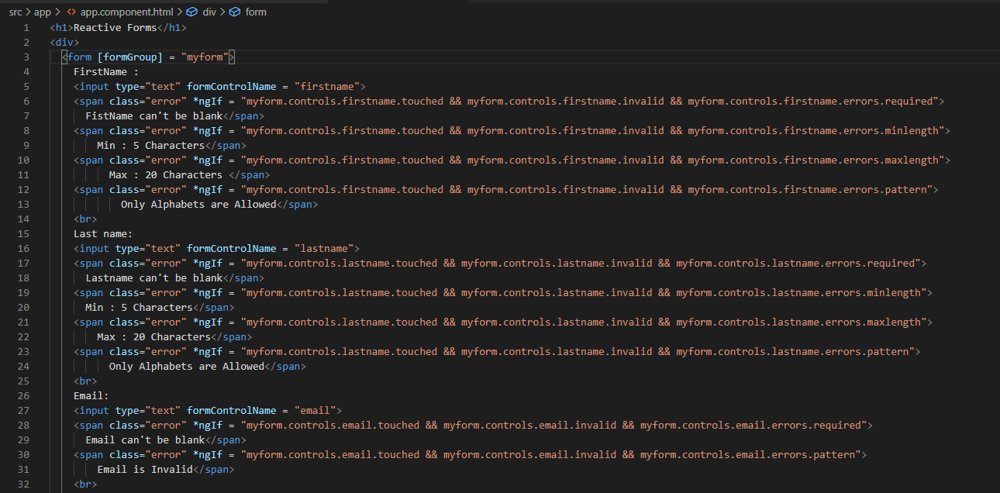 src > app > <> app.component.html > div > form
1 <h1>Reactive Forms</h1>
2 <div>
3 <form [formGroup] = "myform">
4 FirstName :
5 <input type="text" formControlName = "firstname">
6 <span class="error" *ngIf = "myform.controls.firstname.touched && myform.controls.firstname.invalid && myform.controls.firstname.errors.required">
7 FistName can't be blank</span>
8 <span class="error" *ngIf = "myform.controls.firstname.touched && myform.controls.firstname.invalid && myform.controls.firstname.errors.minlength">
9 Min : 5 Characters</span>
10 <span class="error" *ngIf = "myform.controls.firstname.touched && myform.controls.firstname.invalid && myform.controls.firstname.errors.maxlength">
11 Max : 20 Characters </span>
12 <span class="error" *ngIf = "myform.controls.firstname.touched && myform.controls.firstname.invalid && myform.controls.firstname.errors.pattern">
13 Only Alphabets are Allowed</span>
14 <br>
15 Last name:
16 <input type="text" formControlName = "lastname">
17 <span class="error" *ngIf = "myform.controls.lastname.touched && myform.controls.lastname.invalid && myform.controls.lastname.errors.required">
18 Lastname can't be blank</span>
19 <span class="error" *ngIf = "myform.controls.lastname.touched && myform.controls.lastname.invalid && myform.controls.lastname.errors.minlength">
20 Min : 5 Characters</span>
21 <span class="error" *ngIf = "myform.controls.lastname.touched && myform.controls.lastname.invalid && myform.controls.lastname.errors.maxlength">
22 Max : 20 Characters</span>
23 <span class="error" *ngIf = "myform.controls.lastname.touched && myform.controls.lastname.invalid && myform.controls.lastname.errors.pattern">
24 Only Alphabets are Allowed</span>
25 <br>
26 Email:
27 <input type="text" formControlName = "email">
28 <span class="error" *ngIf = "myform.controls.email.touched && myform.controls.email.invalid && myform.controls.email.errors.required">
29 Email can't be blank</span>
30 <span class="error" *ngIf = "myform.controls.email.touched && myform.controls.email.invalid && myform.controls.email.errors.pattern">
31 Email is Invalid</span>
32 <br>